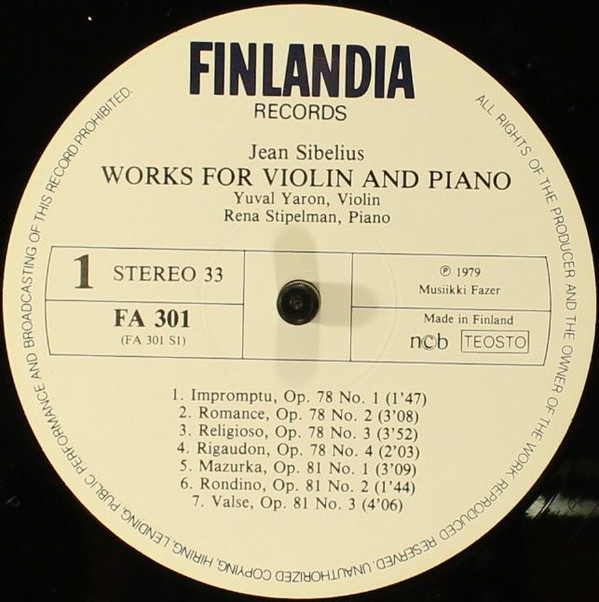 FINLANDIA
RECORDS
Jean Sibelius
WORKS FOR VIOLIN AND PIANO
Yuval Yaron, Violin
Rena Stipelman, Piano
1 STEREO 33
FA 301
(FA 301 S1)
℗ 1979
Musiikki Fazer
Made in Finland
n©b TEOSTO
1. Impromptu, Op. 78 No. 1 (1'47)
2. Romance, Op. 78 No. 2 (3'08)
3. Religioso, Op. 78 No. 3 (3'52)
4. Rigaudon, Op. 78 No. 4 (2'03)
5. Mazurka, Op. 81 No. 1 (3'09)
6. Rondino, Op. 81 No. 2 (1'44)
7. Valse, Op. 81 No. 3 (4'06)
ALL RIGHTS OF THE PRODUCER AND THE OWNER OF THE WORK REPRODUCED RESERVED. UNAUTHORIZED COPYING, HIRING, LENDING, PUBLIC PERFORMANCE AND BROADCASTING OF THIS RECORD PROHIBITED.